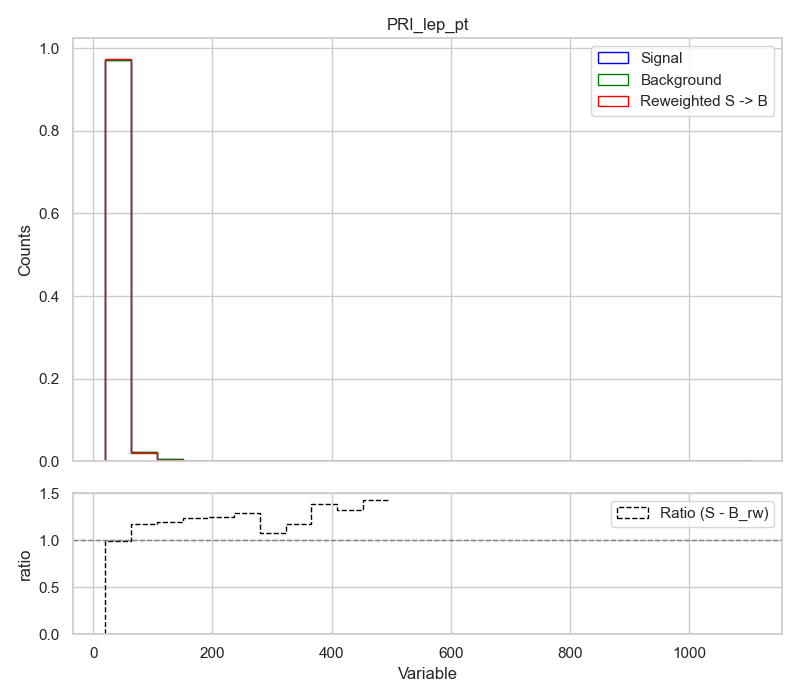 PRI_lep_pt
1.0
0.8
0.6
0.4
0.2
0.0
Counts
Signal
Background
Reweighted S -> B
1.5
1.0
0.5
0.0
ratio
Ratio (S - B_rw)
0 200 400 600 800 1000
Variable